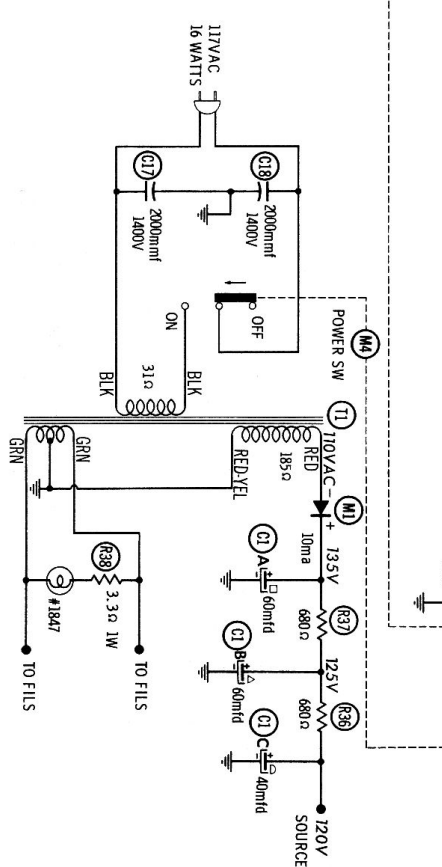 117VAC
16 WATTS
C18
2000mmf
1400V
C17
2000mmf
1400V
OFF
ON
POWER SW
M4
BLK
31Ω
BLK
T1
110VAC
RED
185Ω
RED-YEL
GRN
GRN
- M1 +
10ma
135V
R37
680Ω
125V
R36
680Ω
120V
SOURCE
C1 A
+
-
60mfd
C1 B
+
-
60mfd
C1 C
+
-
40mfd
R38
3.3Ω 1W
#1847
TO FILS
TO FILS